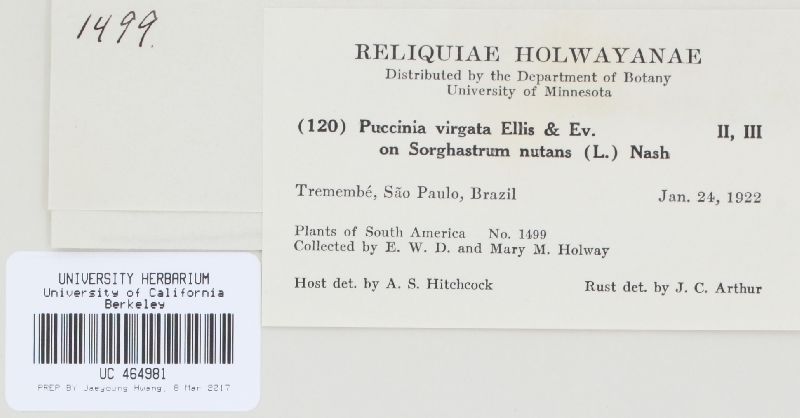 1499.
RELIQUIAE HOLWAYANAE
Distributed by the Department of Botany
University of Minnesota
(120) Puccinia virgata Ellis & Ev. II, III
on Sorghastrum nutans (L.) Nash
Tremembé, São Paulo, Brazil Jan. 24, 1922
Plants of South America No. 1499
Collected by E. W. D. and Mary M. Holway
Host det. by A. S. Hitchcock Rust det. by J. C. Arthur
UNIVERSITY HERBARIUM
University of California
Berkeley
UC 464981
PREP BY Jaeyoung Hwang, 8 Mar 2017